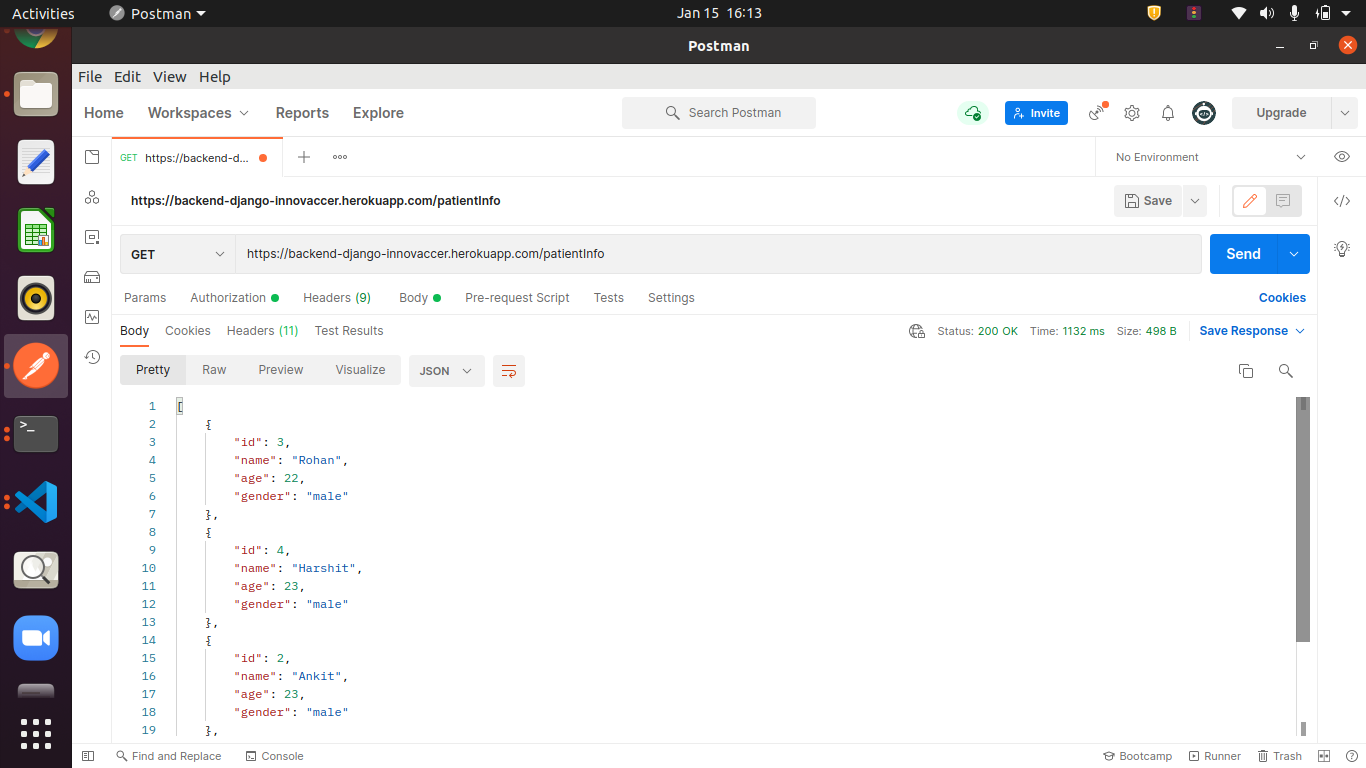 Activities Postman Jan 15 16:13
Postman
File Edit View Help
Home Workspaces Reports Explore Search Postman Invite Upgrade
GET https://backend-d... No Environment
https://backend-django-innovaccer.herokuapp.com/patientInfo Save
GET https://backend-django-innovaccer.herokuapp.com/patientInfo Send
Params Authorization Headers (9) Body Pre-request Script Tests Settings Cookies
Body Cookies Headers (11) Test Results Status: 200 OK Time: 1132 ms Size: 498 B Save Response
Pretty Raw Preview Visualize JSON
1 [
2 {
3 "id": 3,
4 "name": "Rohan",
5 "age": 22,
6 "gender": "male"
7 },
8 {
9 "id": 4,
10 "name": "Harshit",
11 "age": 23,
12 "gender": "male"
13 },
14 {
15 "id": 2,
16 "name": "Ankit",
17 "age": 23,
18 "gender": "male"
19 },
Find and Replace Console Bootcamp Runner Trash